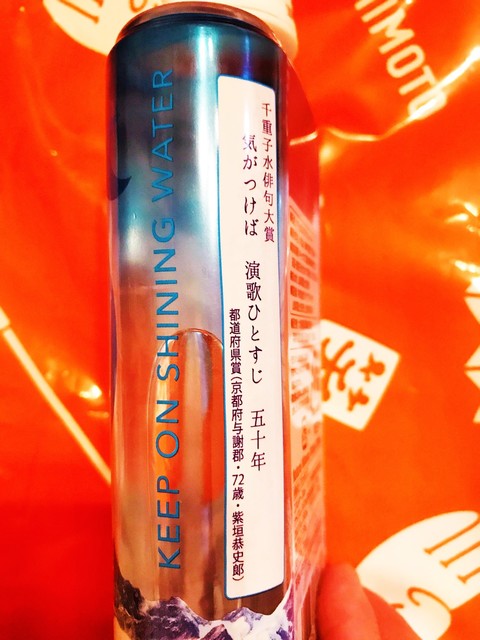 KEEP ON SHINING WATER
千重子水俳句大賞
気がつけば 演歌ひとすじ 五十年
都道府県賞(京都府与謝郡・72歳・紫垣恭史郎)
IMOTO